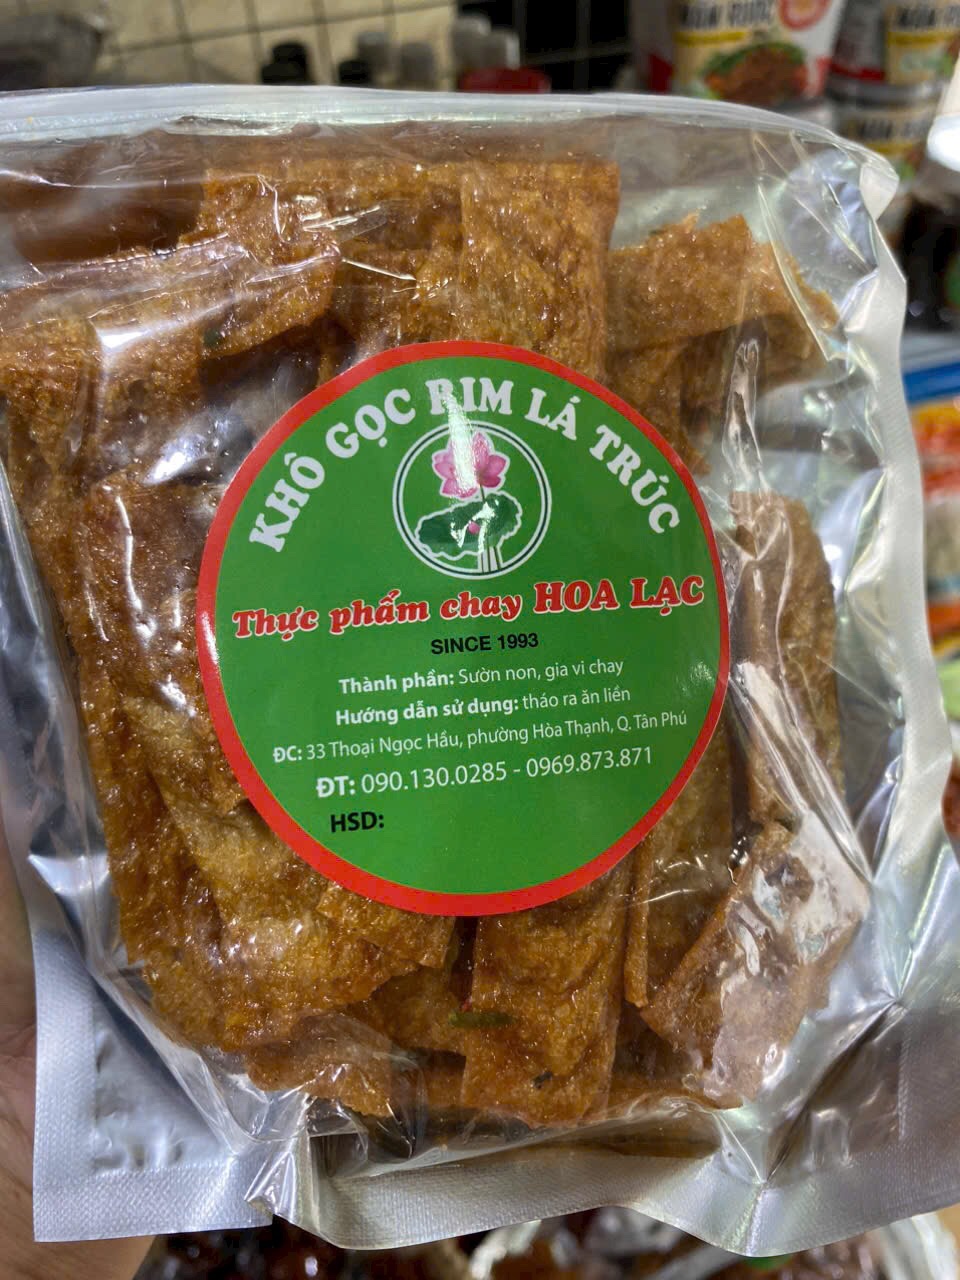 KHÔ GỌC RIM LÁ TRÚC
Thực phẩm chay HOA LẠC
SINCE 1993
Thành phần: Sườn non, gia vi chay
Hướng dẫn sử dụng: tháo ra ăn liền
ĐC: 33 Thoại Ngọc Hầu, phường Hòa Thạnh, Q. Tân Phú
ĐT: 090.130.0285 - 0969.873.871
HSD: